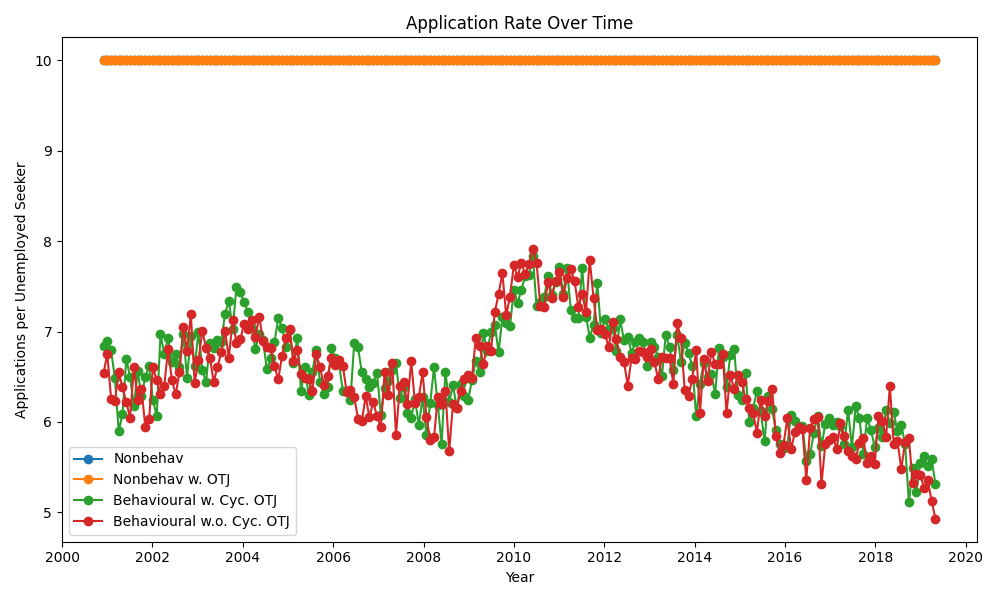 Application Rate Over Time
Applications per Unemployed Seeker
10
9
8
7
6
5
Nonbehav
Nonbehav w. OTJ
Behavioural w. Cyc. OTJ
Behavioural w.o. Cyc. OTJ
2000 2002 2004 2006 2008 2010 2012 2014 2016 2018 2020
Year